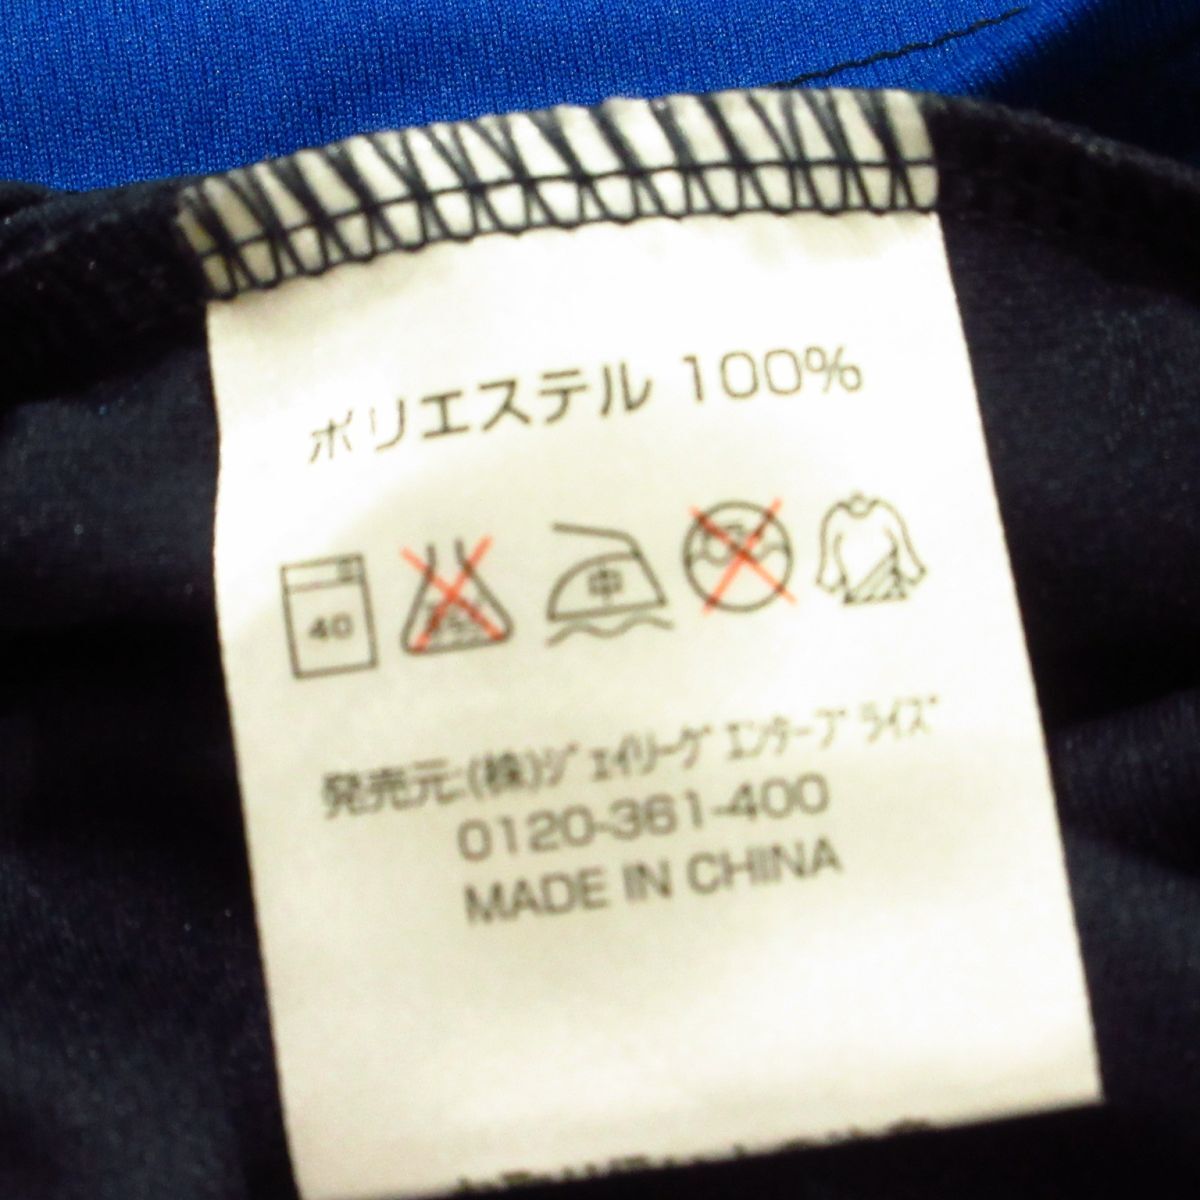 ポリエステル 100%
40 中
発売元:(株)ｼﾞｪｲﾘｰｸﾞ ｴﾝﾀｰﾌﾟﾗｲｽﾞ
0120-361-400
MADE IN CHINA